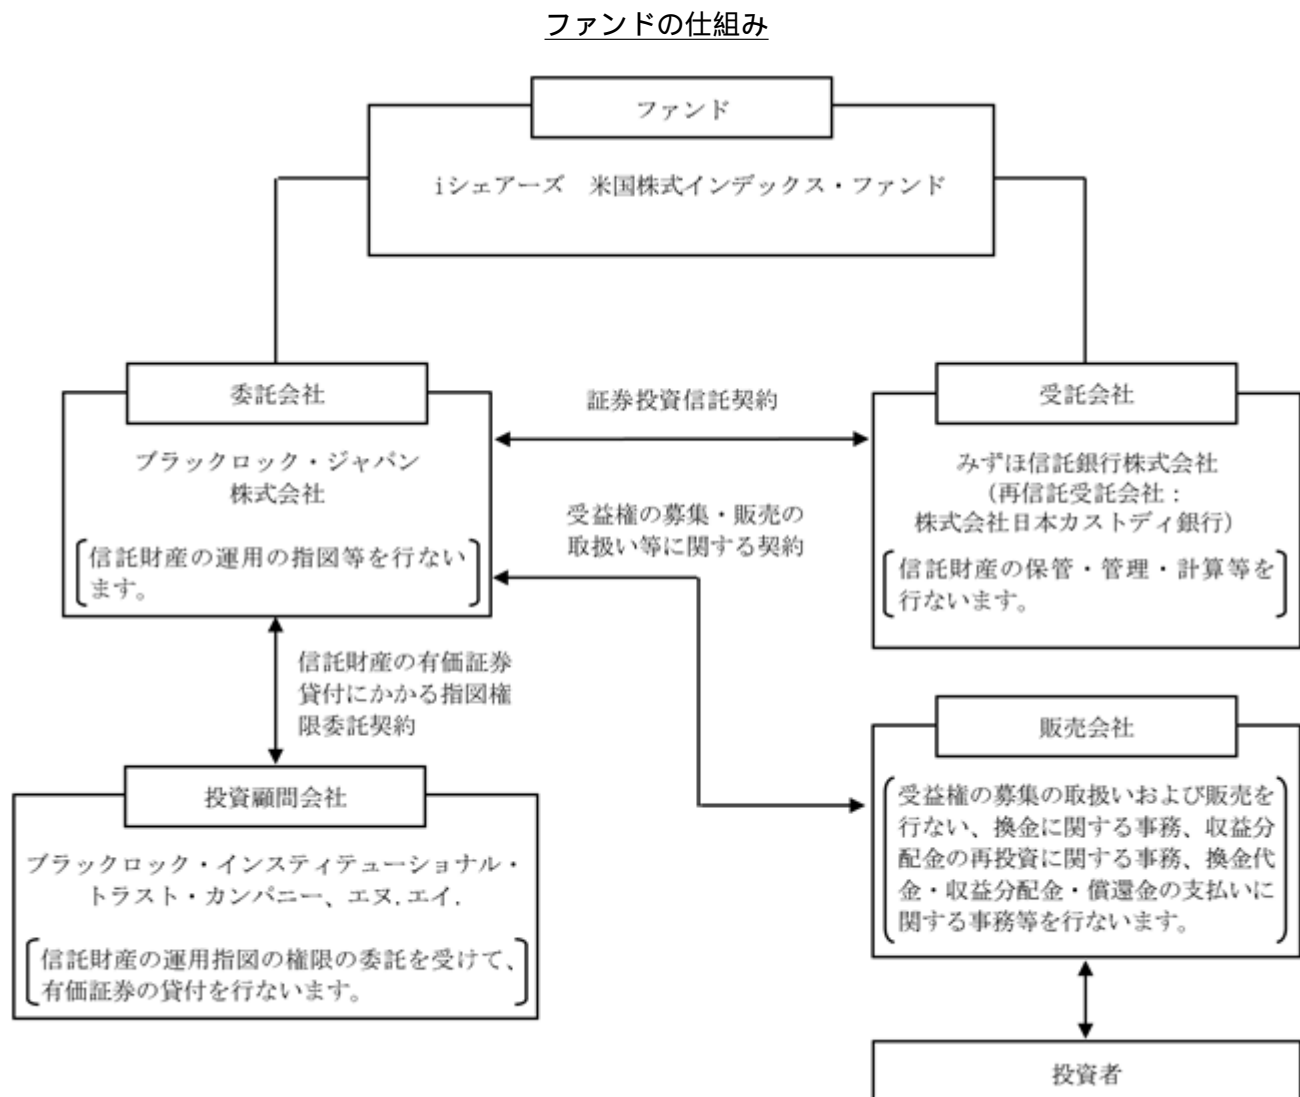 ファンドの仕組み
ファンド
iシェアーズ　米国株式インデックス・ファンド
委託会社
ブラックロック・ジャパン
株式会社
信託財産の運用の指図等を行ない
ます。
証券投資信託契約
受益権の募集・販売の
取扱い等に関する契約
受託会社
みずほ信託銀行株式会社
（再信託受託会社：
株式会社日本カストディ銀行）
信託財産の保管・管理・計算等を
行ないます。
信託財産の有価証券
貸付にかかる指図権
限委託契約
投資顧問会社
ブラックロック・インスティテューショナル・
トラスト・カンパニー、エヌ.エイ.
信託財産の運用指図の権限の委託を受けて、
有価証券の貸付を行ないます。
販売会社
受益権の募集の取扱いおよび販売を
行ない、換金に関する事務、収益分
配金の再投資に関する事務、換金代
金・収益分配金・償還金の支払いに
関する事務等を行ないます。
投資者